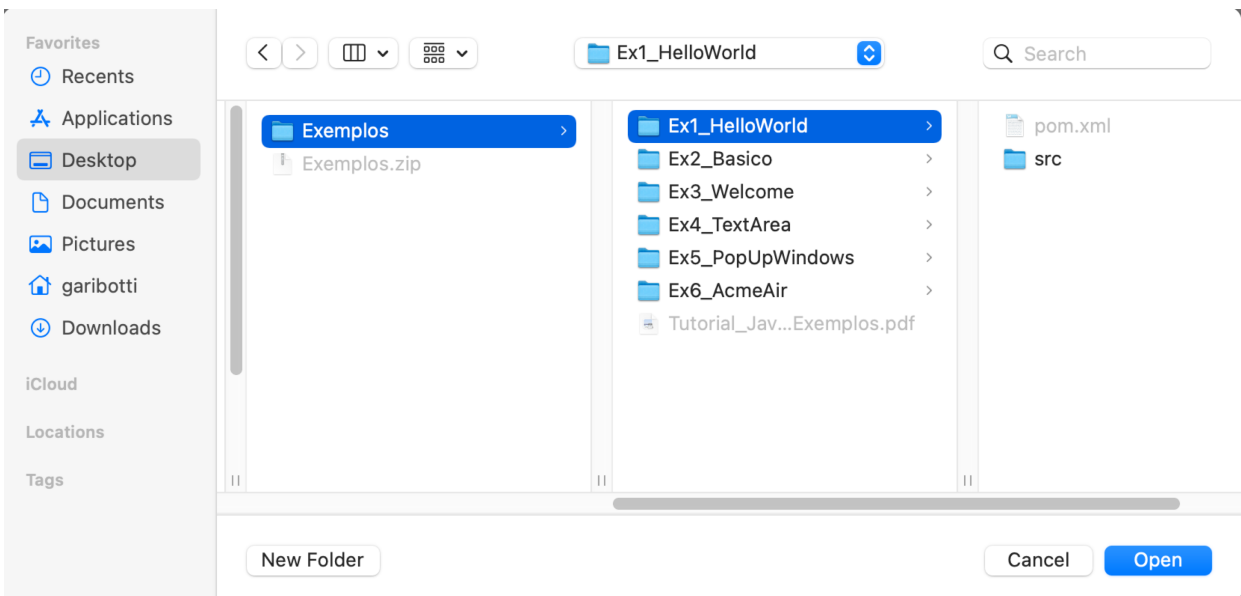 Favorites
Recents
Applications
Desktop
Documents
Pictures
garibotti
Downloads
iCloud
Locations
Tags
Ex1_HelloWorld
Search
Exemplos
Exemplos.zip
Ex1_HelloWorld
Ex2_Basico
Ex3_Welcome
Ex4_TextArea
Ex5_PopUpWindows
Ex6_AcmeAir
Tutorial_Jav...Exemplos.pdf
pom.xml
src
New Folder
Cancel
Open